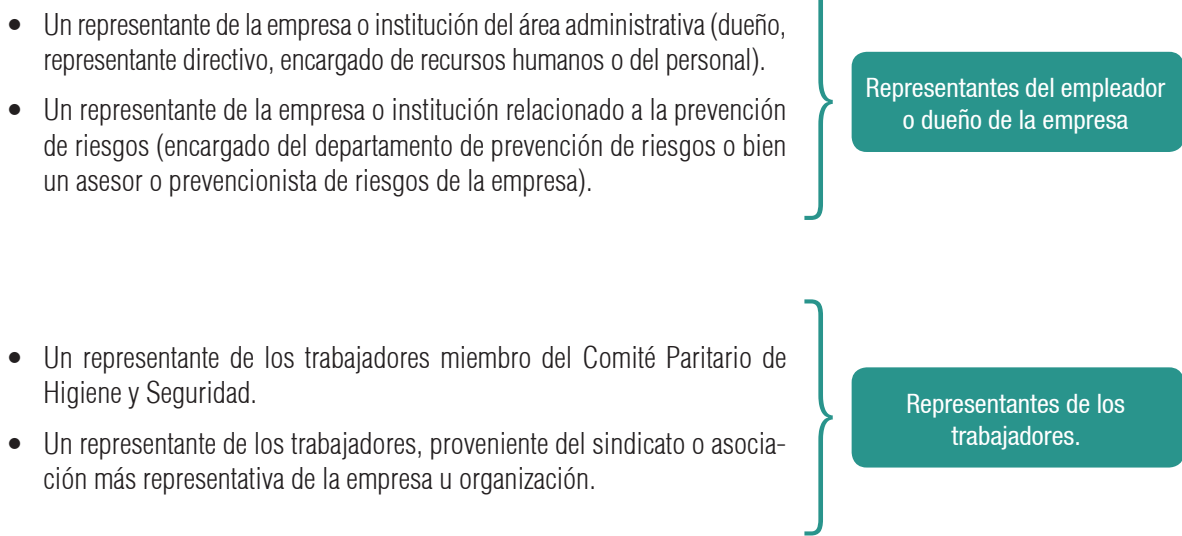 • Un representante de la empresa o institución del área administrativa (dueño,
representante directivo, encargado de recursos humanos o del personal).
• Un representante de la empresa o institución relacionado a la prevención
de riesgos (encargado del departamento de prevención de riesgos o bien
un asesor o prevencionista de riesgos de la empresa).
Representantes del empleador
o dueño de la empresa
• Un representante de los trabajadores miembro del Comité Paritario de
Higiene y Seguridad.
• Un representante de los trabajadores, proveniente del sindicato o asocia-
ción más representativa de la empresa u organización.
Representantes de los
trabajadores.